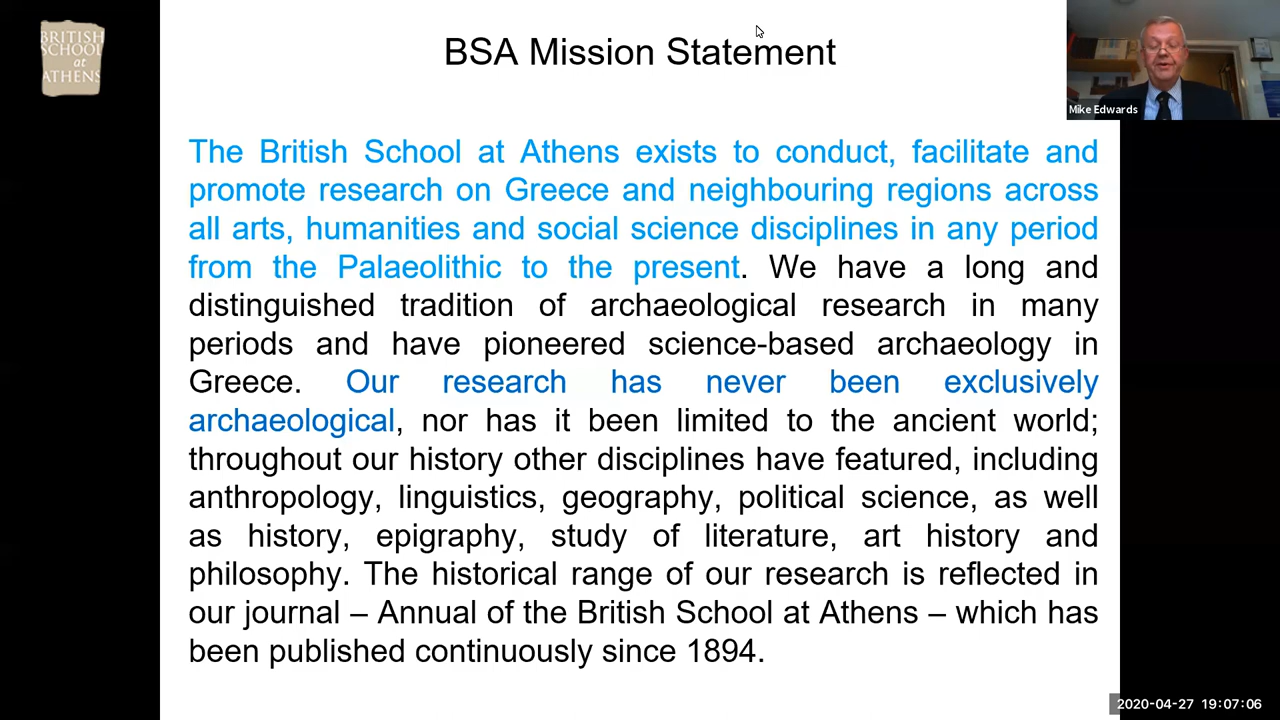 BRITISH
SCHOOL
at
ATHENS
BSA Mission Statement
Mike Edwards
The British School at Athens exists to conduct, facilitate and
promote research on Greece and neighbouring regions across
all arts, humanities and social science disciplines in any period
from the Palaeolithic to the present. We have a long and
distinguished tradition of archaeological research in many
periods and have pioneered science-based archaeology in
Greece. Our research has never been exclusively
archaeological, nor has it been limited to the ancient world;
throughout our history other disciplines have featured, including
anthropology, linguistics, geography, political science, as well
as history, epigraphy, study of literature, art history and
philosophy. The historical range of our research is reflected in
our journal – Annual of the British School at Athens – which has
been published continuously since 1894.
2020-04-27 19:07:06